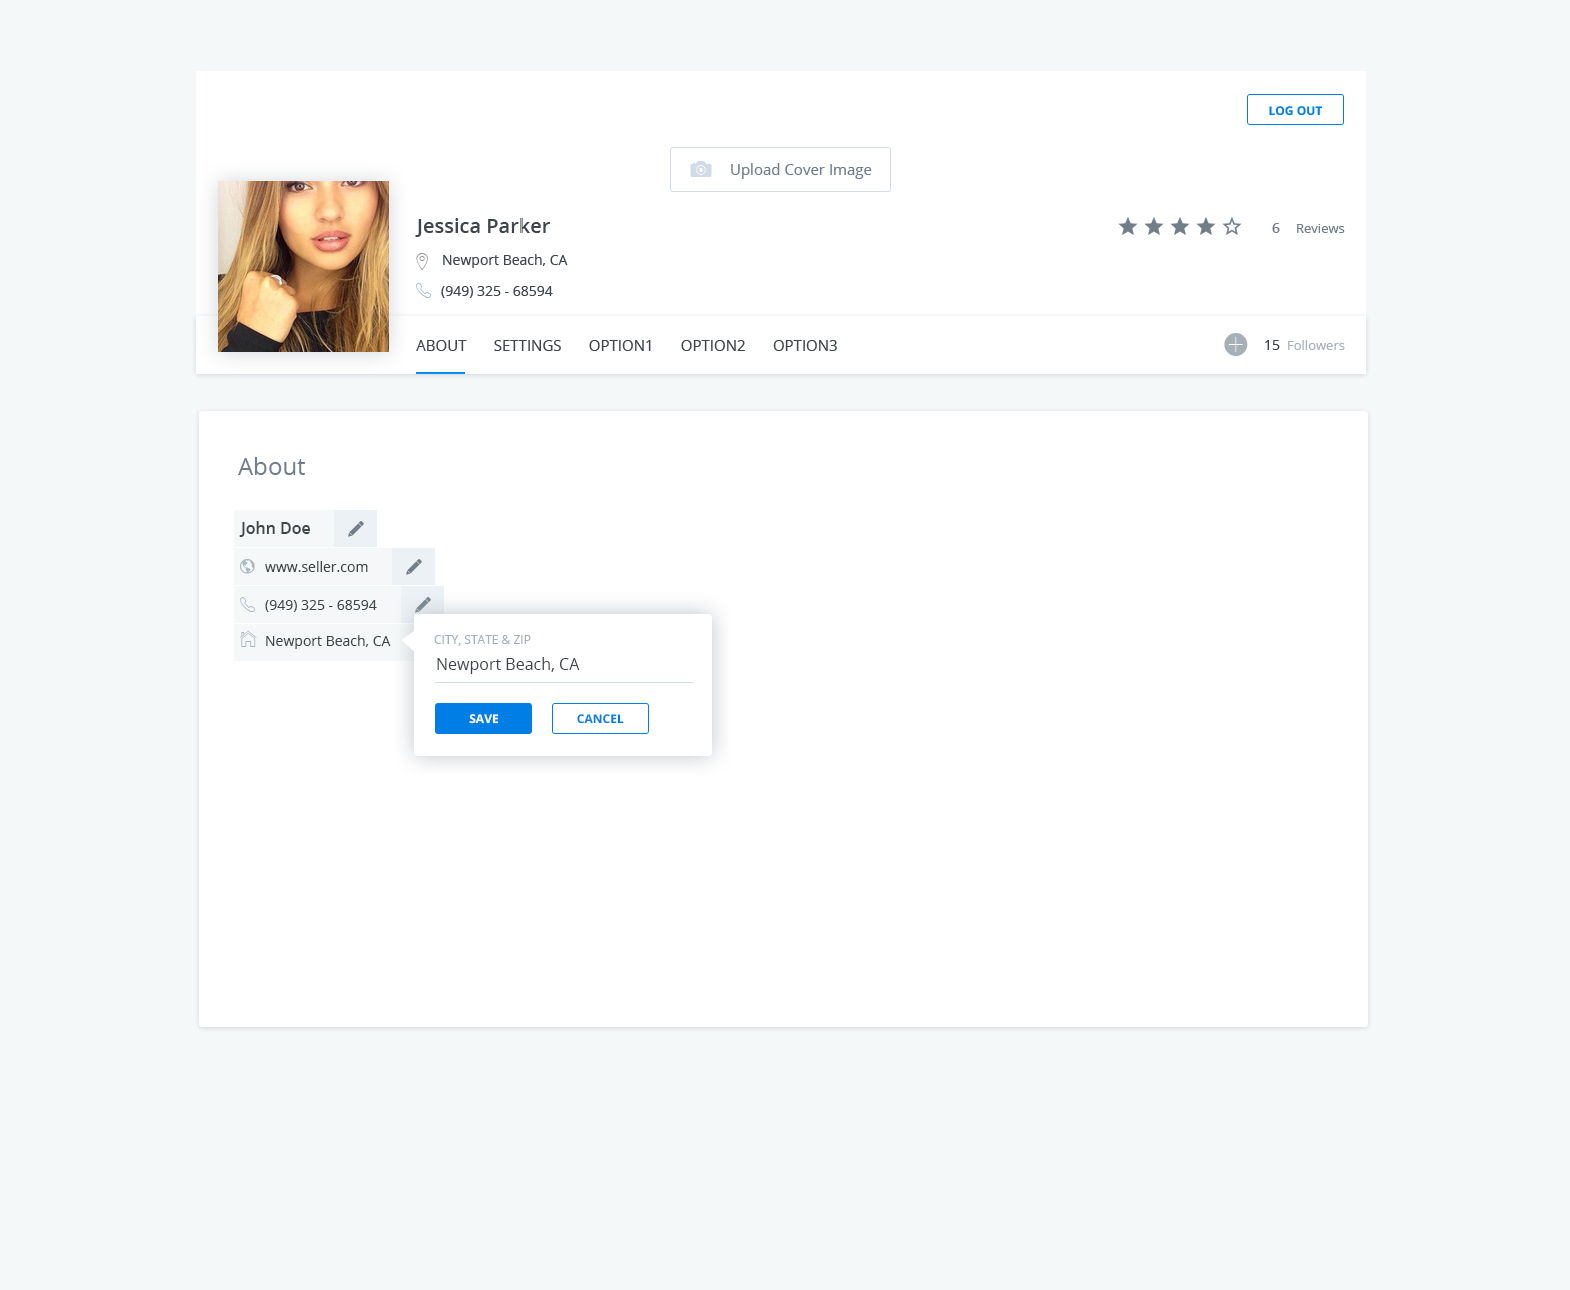 LOG OUT
Upload Cover Image
Jessica Parker
6 Reviews
Newport Beach, CA
(949) 325 - 68594
ABOUT SETTINGS OPTION1 OPTION2 OPTION3
15 Followers
About
John Doe
www.seller.com
(949) 325 - 68594
Newport Beach, CA
CITY, STATE & ZIP
Newport Beach, CA
SAVE CANCEL